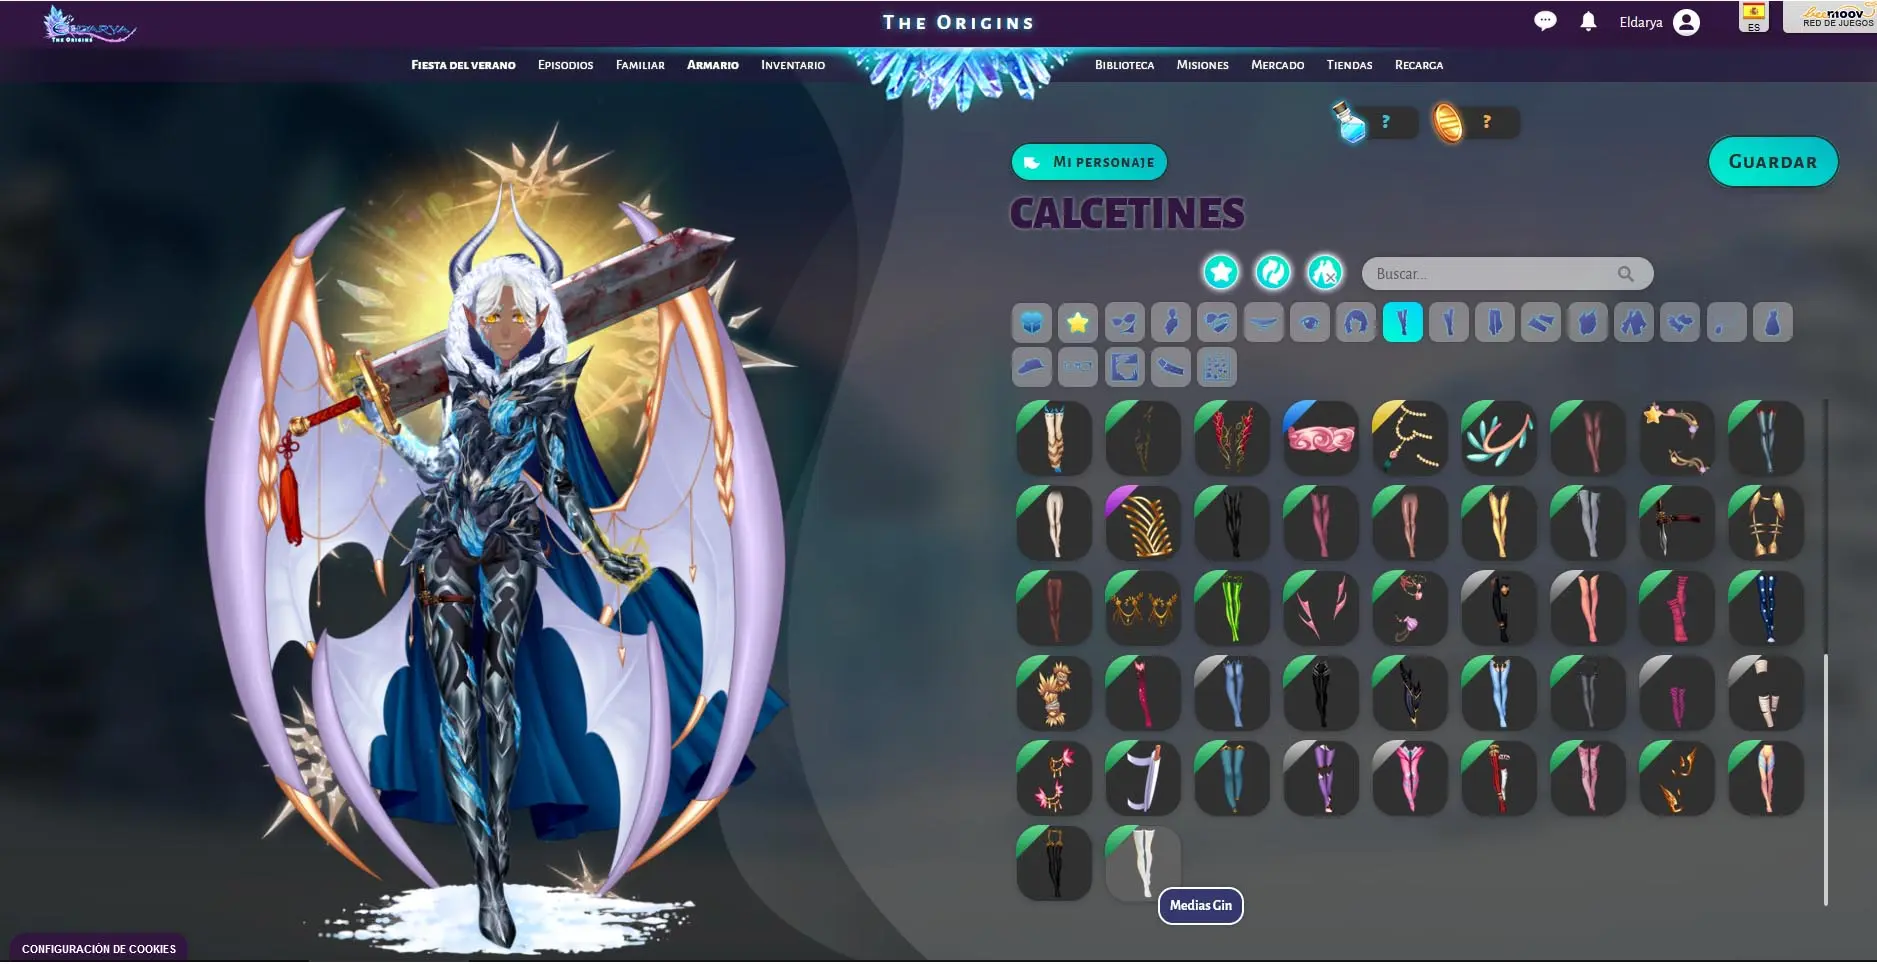 ELDARYA
The Origins
The Origins
Eldarya
ES
beemoov
RED DE JUEGOS
Fiesta del verano
Episodios
Familiar
Armario
Inventario
Biblioteca
Misiones
Mercado
Tiendas
Recarga
?
?
Mi personaje
Guardar
CALCETINES
Buscar...
Medias Gin
CONFIGURACIÓN DE COOKIES